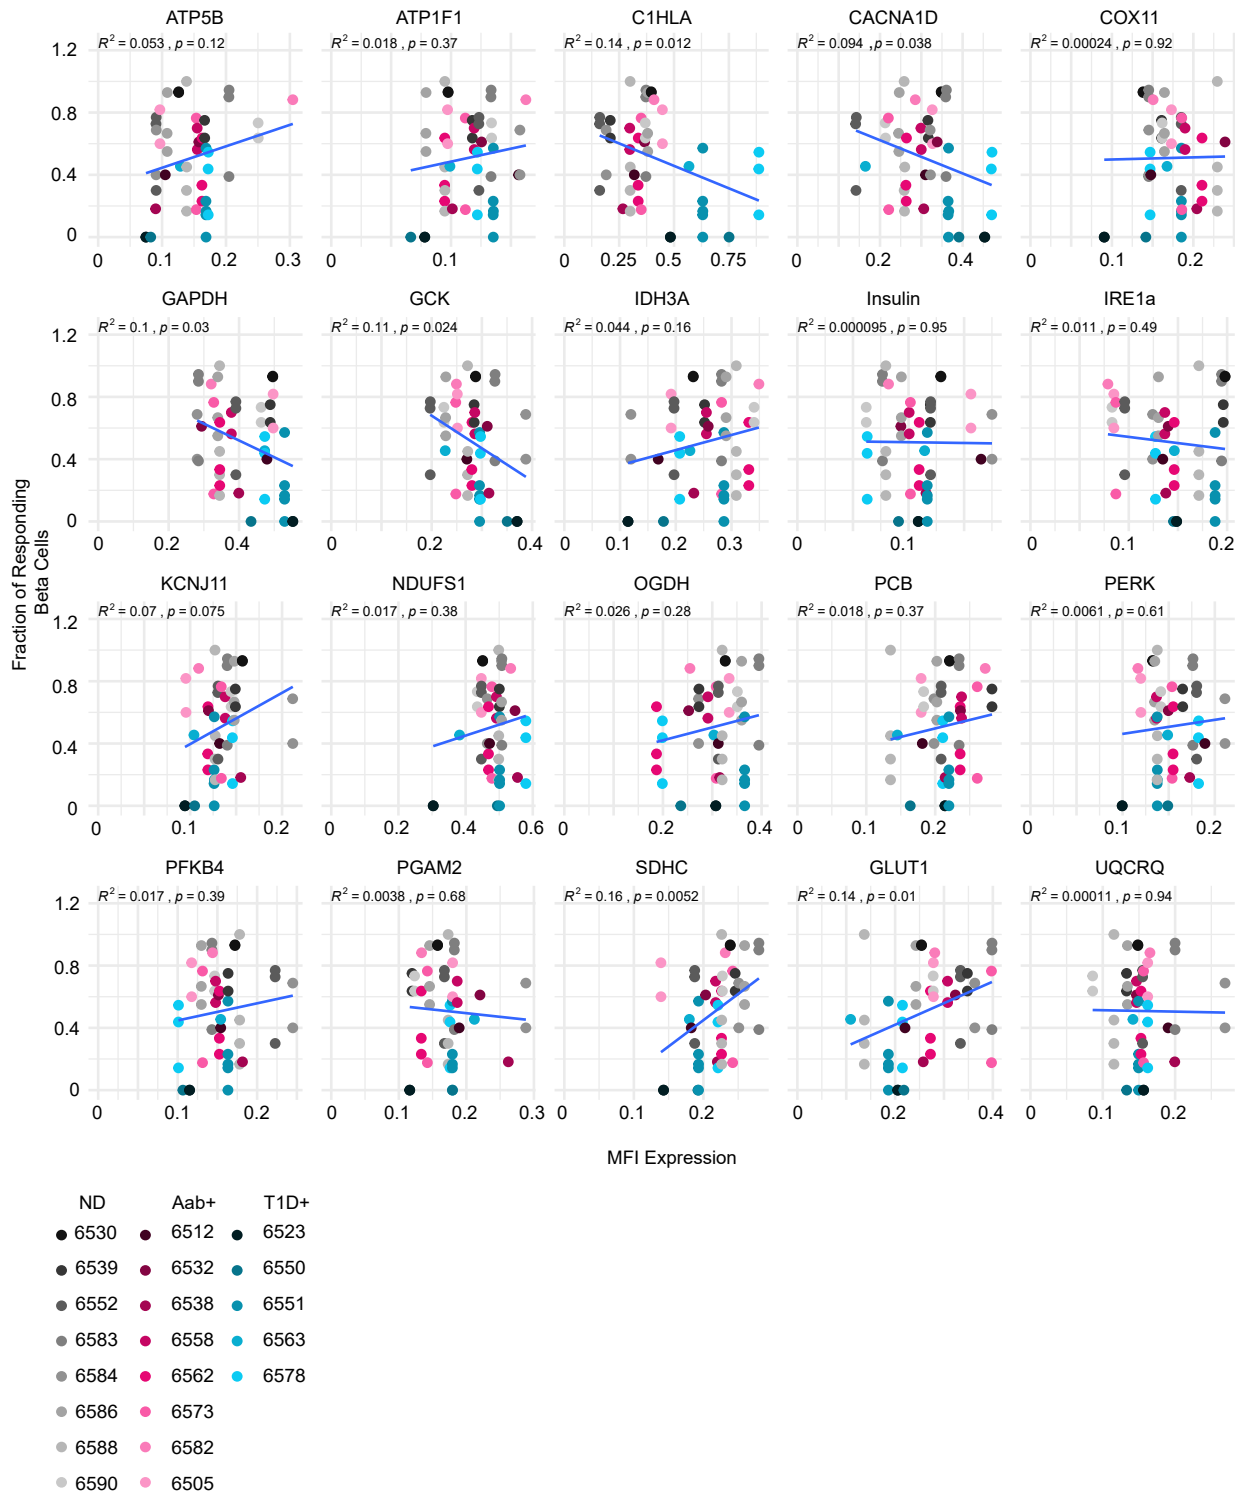 ATP5B ATP1F1 C1HLA CACNA1D COX11
R² = 0.053 , p = 0.12 R² = 0.018 , p = 0.37 R² = 0.14 , p = 0.012 R² = 0.094 , p = 0.038 R² = 0.00024 , p = 0.92
1.2
0.8
0.4
0
0 0.1 0.2 0.3 0 0.1 0 0.25 0.5 0.75 0 0.2 0.4 0 0.1 0.2
GAPDH GCK IDH3A Insulin IRE1a
R² = 0.1 , p = 0.03 R² = 0.11 , p = 0.024 R² = 0.044 , p = 0.16 R² = 0.000095 , p = 0.95 R² = 0.011 , p = 0.49
1.2
0.8
0.4
0
0 0.2 0.4 0 0.2 0.4 0 0.1 0.2 0.3 0 0.1 0 0.1 0.2
Fraction of Responding
Beta Cells
KCNJ11 NDUFS1 OGDH PCB PERK
R² = 0.07 , p = 0.075 R² = 0.017 , p = 0.38 R² = 0.026 , p = 0.28 R² = 0.018 , p = 0.37 R² = 0.0061 , p = 0.61
1.2
0.8
0.4
0
0 0.1 0.2 0 0.2 0.4 0.6 0 0.2 0.4 0 0.2 0 0.1 0.2
PFKB4 PGAM2 SDHC GLUT1 UQCRQ
R² = 0.017 , p = 0.39 R² = 0.0038 , p = 0.68 R² = 0.16 , p = 0.0052 R² = 0.14 , p = 0.01 R² = 0.00011 , p = 0.94
1.2
0.8
0.4
0
0 0.1 0.2 0 0.1 0.2 0.3 0 0.1 0.2 0 0.2 0.4 0 0.1 0.2
MFI Expression
ND Aab+ T1D+
6530 6512 6523
6539 6532 6550
6552 6538 6551
6583 6558 6563
6584 6562 6578
6586 6573
6588 6582
6590 6505